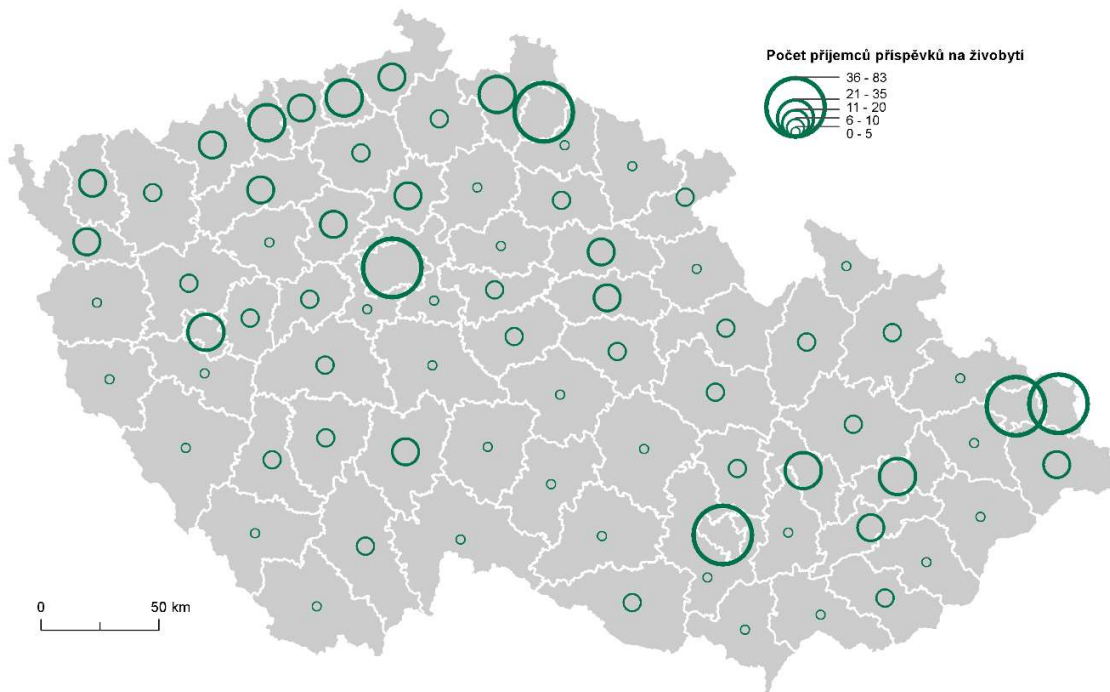 Počet příjemců příspěvků na živobytí
36 - 83
21 - 35
11 - 20
6 - 10
0 - 5
0 50 km